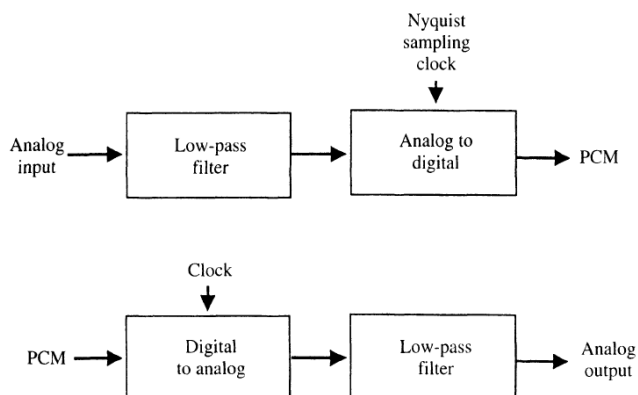 Nyquist
sampling
clock
Analog
input
Low-pass
filter
Analog to
digital
PCM
Clock
PCM
Digital
to analog
Low-pass
filter
Analog
output